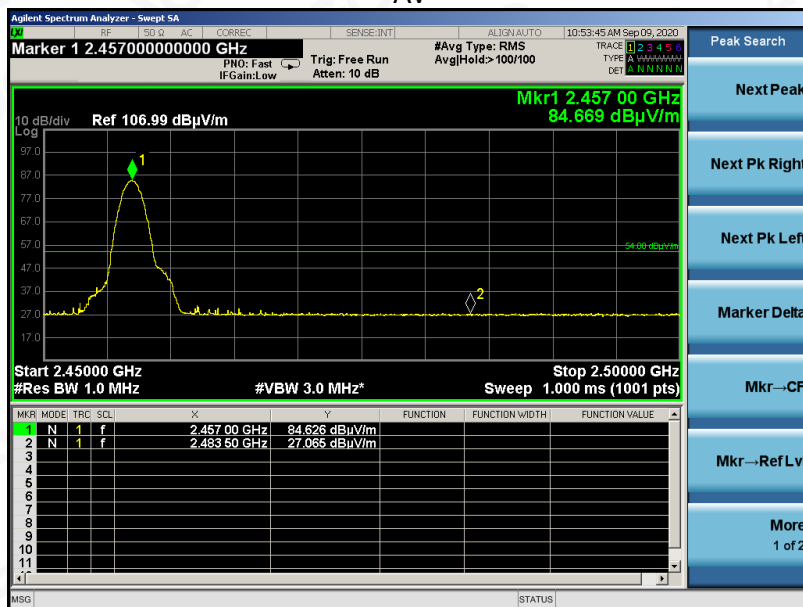 AV
Agilent Spectrum Analyzer - Swept SA
LXI RF 50 Ω AC CORREC SENSE:INT ALIGN AUTO 10:53:45 AM Sep 09, 2020
Marker 1 2.457000000000 GHz
PNO: Fast
IFGain:Low
Trig: Free Run
Atten: 10 dB
#Avg Type: RMS
Avg|Hold:> 100/100
TRACE 1 2 3 4 5 6
TYPE A WWWWW
DET A N N N N N
Mkr1 2.457 00 GHz
84.669 dBµV/m
10 dB/div Ref 106.99 dBµV/m
Log
97.0
87.0
77.0
67.0
57.0
47.0
37.0
27.0
17.0
1
54.00 dBµV/m
2
Start 2.45000 GHz Stop 2.50000 GHz
#Res BW 1.0 MHz #VBW 3.0 MHz* Sweep 1.000 ms (1001 pts)
MKR MODE TRC SCL X Y FUNCTION FUNCTION WIDTH FUNCTION VALUE
1 N 1 f 2.457 00 GHz 84.626 dBµV/m
2 N 1 f 2.483 50 GHz 27.065 dBµV/m
3
4
5
6
7
8
9
10
11
MSG STATUS
Peak Search
Next Peak
Next Pk Right
Next Pk Left
Marker Delta
Mkr→CF
Mkr→Ref Lv
More
1 of 2